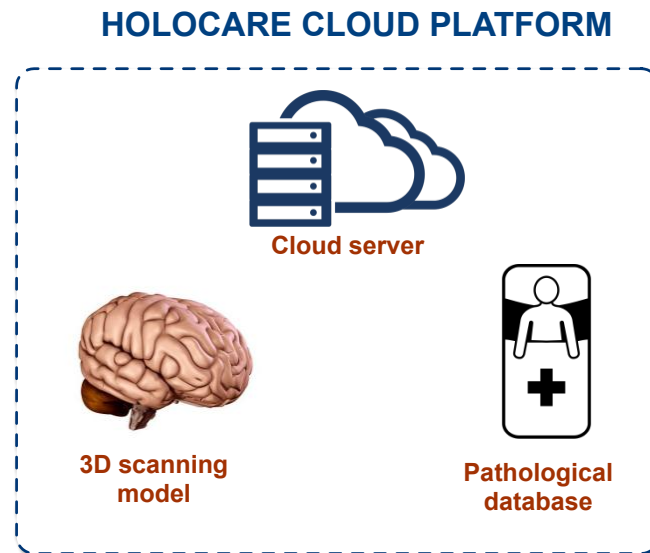 HOLOCARE CLOUD PLATFORM
Cloud server
3D scanning
model
Pathological
database